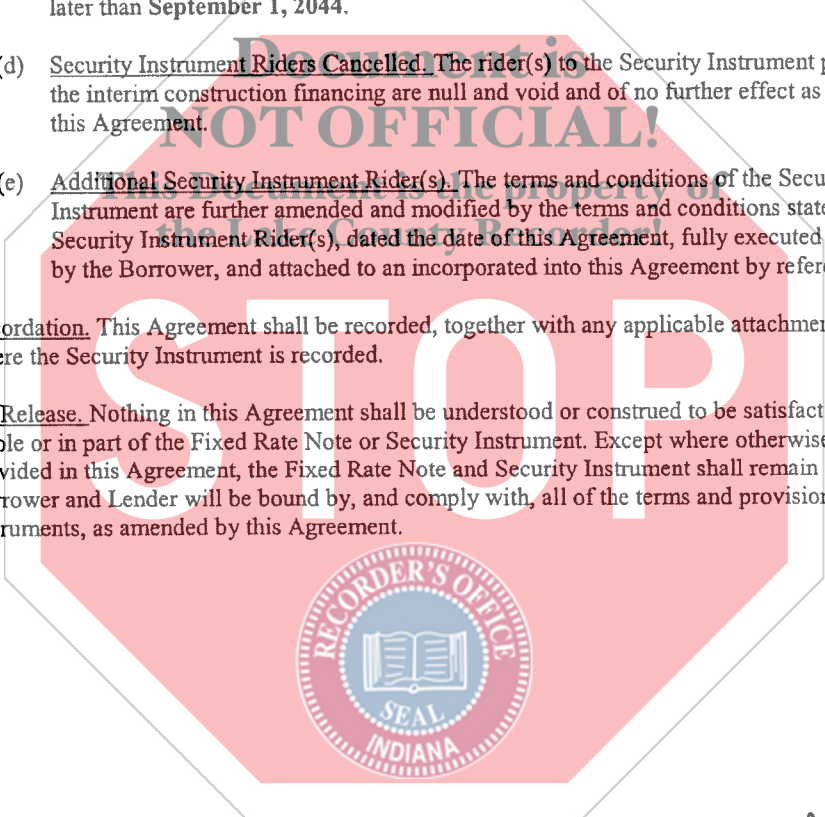 later than September 1, 2044.
(d) Security Instrument Riders Cancelled. The rider(s) to the Security Instrument p
the interim construction financing are null and void and of no further effect as
this Agreement.
(e) Additional Security Instrument Rider(s). The terms and conditions of the Secu
Instrument are further amended and modified by the terms and conditions state
Security Instrument Rider(s), dated the date of this Agreement, fully executed
by the Borrower, and attached to an incorporated into this Agreement by refere
ordation. This Agreement shall be recorded, together with any applicable attachmen
ere the Security Instrument is recorded.
Release. Nothing in this Agreement shall be understood or construed to be satisfact
ole or in part of the Fixed Rate Note or Security Instrument. Except where otherwise
vided in this Agreement, the Fixed Rate Note and Security Instrument shall remain
rower and Lender will be bound by, and comply with, all of the terms and provision
ruments, as amended by this Agreement.
Document is
NOT OFFICIAL!
This Document is the property of
the Lake County Recorder!
STOP
RECORDER'S OFFICE
SEAL
INDIANA